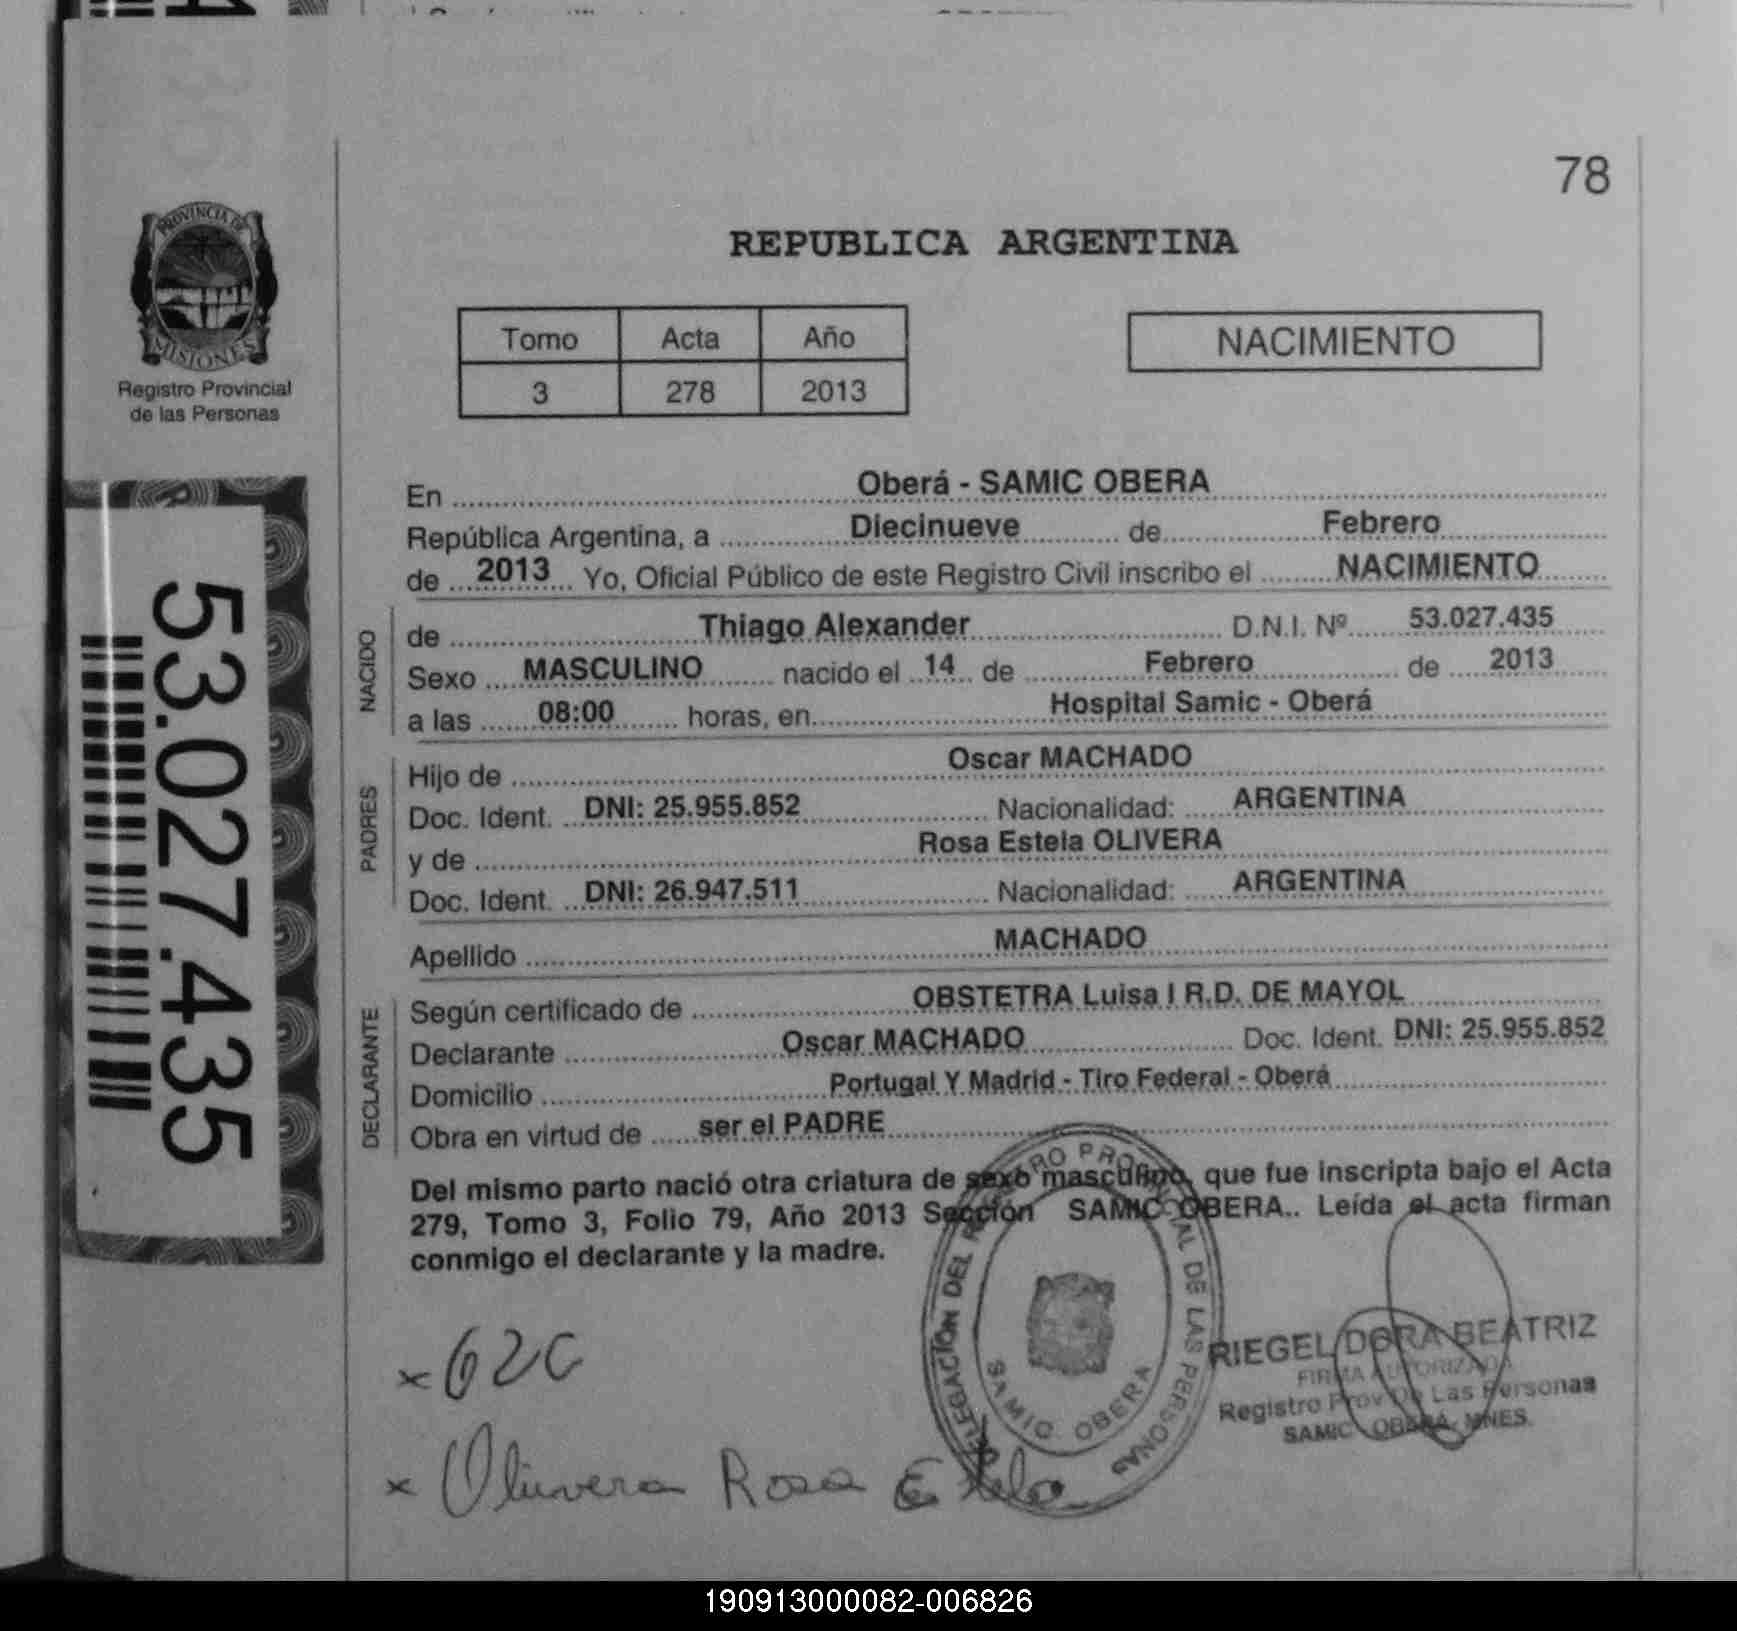 78
PROVINCIA DE
MISIONES
Registro Provincial
de las Personas
REPUBLICA ARGENTINA
Tomo Acta Año
3 278 2013
NACIMIENTO
53.027.435
En Oberá - SAMIC OBERA
República Argentina, a Diecinueve de Febrero
de 2013 Yo, Oficial Público de este Registro Civil inscribo el NACIMIENTO
NACIDO
de Thiago Alexander D.N.I. Nº 53.027.435
Sexo MASCULINO nacido el 14 de Febrero de 2013
a las 08:00 horas, en Hospital Samic - Oberá
PADRES
Hijo de Oscar MACHADO
Doc. Ident. DNI: 25.955.852 Nacionalidad: ARGENTINA
y de Rosa Estela OLIVERA
Doc. Ident. DNI: 26.947.511 Nacionalidad: ARGENTINA
Apellido MACHADO
DECLARANTE
Según certificado de OBSTETRA Luisa I R.D. DE MAYOL
Declarante Oscar MACHADO Doc. Ident. DNI: 25.955.852
Domicilio Portugal Y Madrid - Tiro Federal - Oberá
Obra en virtud de ser el PADRE
Del mismo parto nació otra criatura de sexo masculino, que fue inscripta bajo el Acta
279, Tomo 3, Folio 79, Año 2013 Sección SAMIC OBERA.. Leída el acta firman
conmigo el declarante y la madre.
DELEGACION DEL REGISTRO PROVINCIAL DE LAS PERSONAS
SAMIC OBERA
RIEGEL DORA BEATRIZ
FIRMA AUTORIZADA
Registro Prov De Las Personas
SAMIC OBERÁ- MNES.
x Olivera Rosa Estela
190913000082-006826